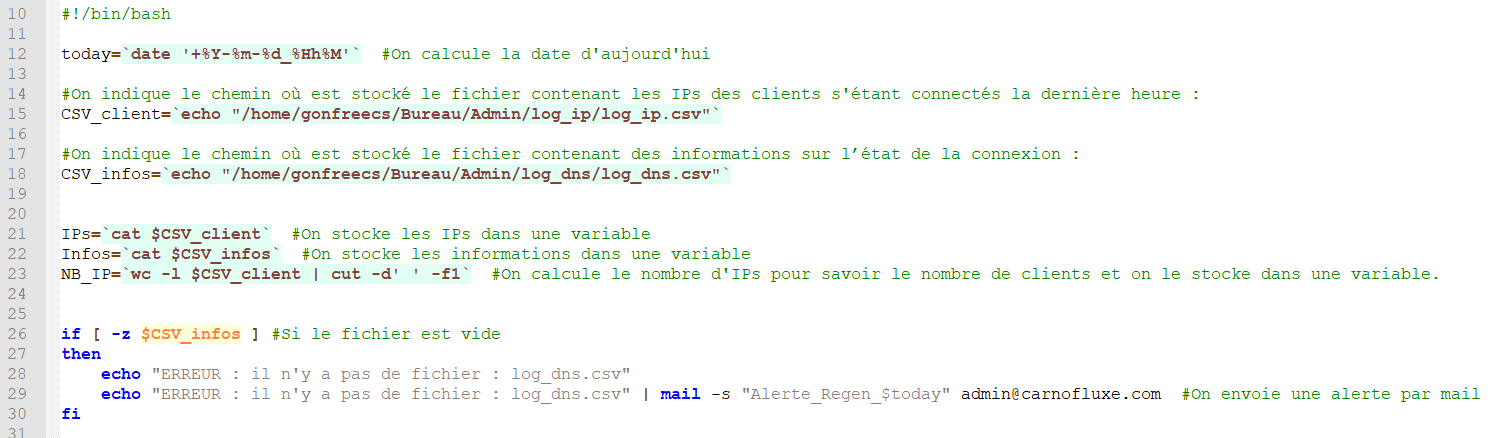 10 #!/bin/bash
11
12 today=`date '+%Y-%m-%d_%Hh%M'` #On calcule la date d'aujourd'hui
13
14 #On indique le chemin où est stocké le fichier contenant les IPs des clients s'étant connectés la dernière heure :
15 CSV_client=`echo "/home/gonfreecs/Bureau/Admin/log_ip/log_ip.csv"`
16
17 #On indique le chemin où est stocké le fichier contenant des informations sur l’état de la connexion :
18 CSV_infos=`echo "/home/gonfreecs/Bureau/Admin/log_dns/log_dns.csv"`
19
20
21 IPs=`cat $CSV_client` #On stocke les IPs dans une variable
22 Infos=`cat $CSV_infos` #On stocke les informations dans une variable
23 NB_IP=`wc -l $CSV_client | cut -d' ' -f1` #On calcule le nombre d'IPs pour savoir le nombre de clients et on le stocke dans une variable.
24
25
26 if [ -z $CSV_infos ] #Si le fichier est vide
27 then
28     echo "ERREUR : il n'y a pas de fichier : log_dns.csv"
29     echo "ERREUR : il n'y a pas de fichier : log_dns.csv" | mail -s "Alerte_Regen_$today" admin@carnofluxe.com #On envoie une alerte par mail
30 fi
31